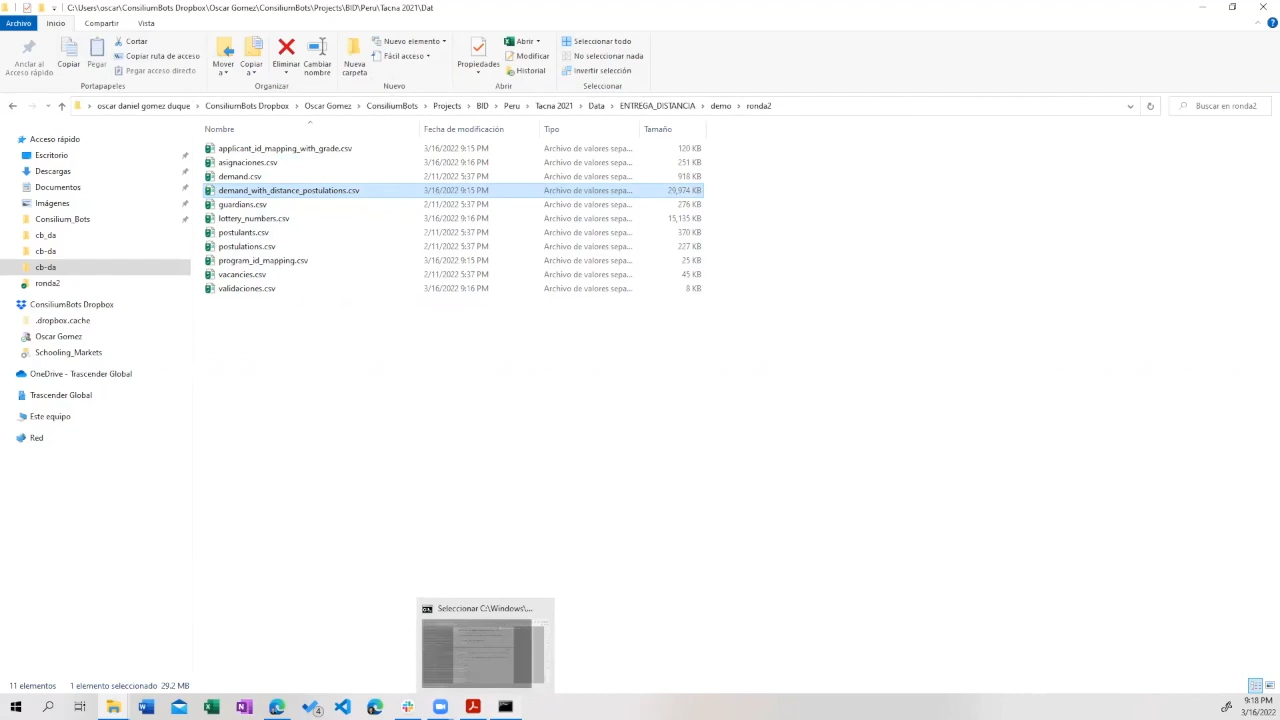 C:\Users\oscar\ConsiliumBots Dropbox\Oscar Gomez\ConsiliumBots\Projects\BID\Peru\Tacna 2021\Dat
Archivo Inicio Compartir Vista
Anclar al Acceso rápido
Copiar
Pegar
Cortar
Copiar ruta de acceso
Pegar acceso directo
Mover a
Copiar a
Eliminar
Cambiar nombre
Nueva carpeta
Nuevo elemento
Fácil acceso
Propiedades
Abrir
Modificar
Historial
Seleccionar todo
No seleccionar nada
Invertir selección
Portapapeles Organizar Nuevo Abrir Seleccionar
oscar daniel gomez duque > ConsiliumBots Dropbox > Oscar Gomez > ConsiliumBots > Projects > BID > Peru > Tacna 2021 > Data > ENTREGA_DISTANCIA > demo > ronda2
Buscar en ronda2
Acceso rápido
Escritorio
Descargas
Documentos
Imágenes
Consilium_Bots
cb_da
cb-da
cb-da
ronda2
ConsiliumBots Dropbox
.dropbox.cache
Oscar Gomez
Schooling_Markets
OneDrive - Trascender Global
Trascender Global
Este equipo
Red
Nombre Fecha de modificación Tipo Tamaño
applicant_id_mapping_with_grade.csv 3/16/2022 9:15 PM Archivo de valores sepa... 120 KB
asignaciones.csv 3/16/2022 9:16 PM Archivo de valores sepa... 251 KB
demand.csv 2/11/2022 5:37 PM Archivo de valores sepa... 918 KB
demand_with_distance_postulations.csv 3/16/2022 9:15 PM Archivo de valores sepa... 29,974 KB
guardians.csv 2/11/2022 5:37 PM Archivo de valores sepa... 276 KB
lottery_numbers.csv 3/16/2022 9:16 PM Archivo de valores sepa... 15,135 KB
postulants.csv 2/11/2022 5:37 PM Archivo de valores sepa... 370 KB
postulations.csv 2/11/2022 5:37 PM Archivo de valores sepa... 227 KB
program_id_mapping.csv 3/16/2022 9:15 PM Archivo de valores sepa... 25 KB
vacancies.csv 2/11/2022 5:37 PM Archivo de valores sepa... 45 KB
validaciones.csv 3/16/2022 9:16 PM Archivo de valores sepa... 8 KB
Seleccionar C:\Windows\...
11 elementos 1 elemento seleccionado 29.2 MB
9:18 PM
3/16/2022